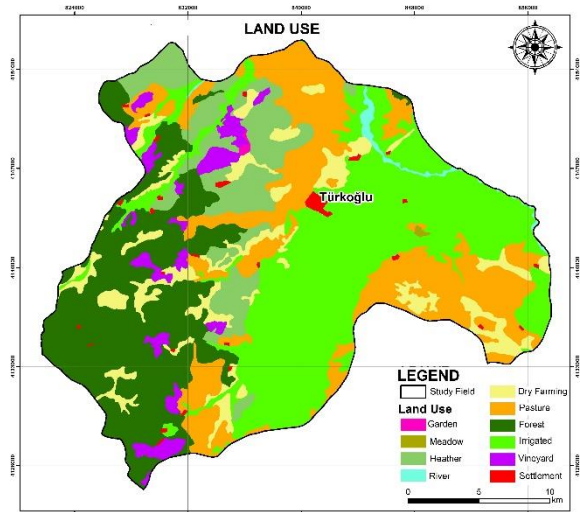 LAND USE
Türkoğlu
LEGEND
Study Field
Land Use
Garden
Meadow
Heather
River
Dry Farming
Pasture
Forest
Irrigated
Vineyard
Settlement
0 5 10
km